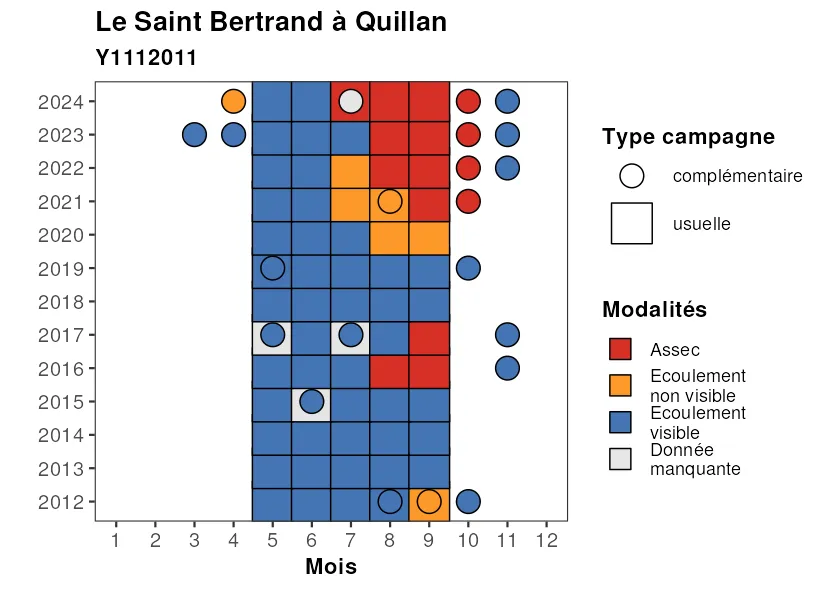 Le Saint Bertrand à Quillan
Y1112011
2024
2023
2022
2021
2020
2019
2018
2017
2016
2015
2014
2013
2012
1 2 3 4 5 6 7 8 9 10 11 12
Mois
Type campagne
complémentaire
usuelle
Modalités
Assec
Ecoulement
non visible
Ecoulement
visible
Donnée
manquante